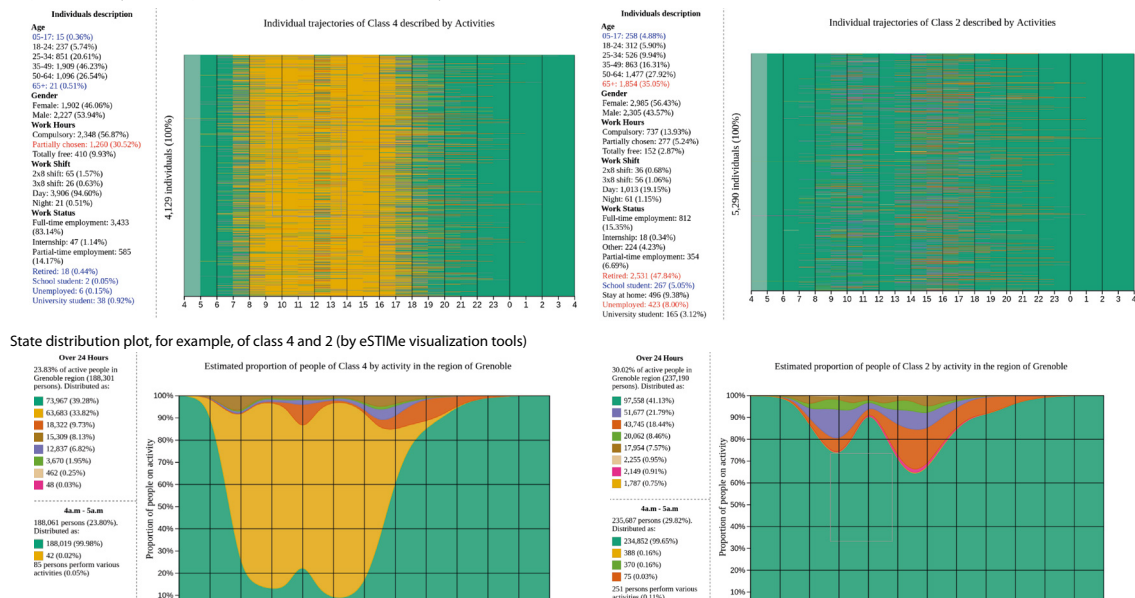 Individuals description
Age
05-17: 15 (0.36%)
18-24: 237 (5.74%)
25-34: 851 (20.61%)
35-49: 1,909 (46.23%)
50-64: 1,096 (26.54%)
65+: 21 (0.51%)
Gender
Female: 1,902 (46.06%)
Male: 2,227 (53.94%)
Work Hours
Compulsory: 2,348 (56.87%)
Partially chosen: 1,260 (30.52%)
Totally free: 410 (9.93%)
Work Shift
2x8 shift: 65 (1.57%)
3x8 shift: 26 (0.63%)
Day: 3,906 (94.60%)
Night: 21 (0.51%)
Work Status
Full-time employment: 3,433
(83.14%)
Internship: 47 (1.14%)
Partial-time employment: 585
(14.17%)
Retired: 18 (0.44%)
School student: 2 (0.05%)
Unemployed: 6 (0.15%)
University student: 38 (0.92%)
Individual trajectories of Class 4 described by Activities
4,129 individuals (100%)
4 5 6 7 8 9 10 11 12 13 14 15 16 17 18 19 20 21 22 23 0 1 2 3 4
Individuals description
Age
05-17: 258 (4.88%)
18-24: 312 (5.90%)
25-34: 526 (9.94%)
35-49: 863 (16.31%)
50-64: 1,477 (27.92%)
65+: 1,854 (35.05%)
Gender
Female: 2,985 (56.43%)
Male: 2,305 (43.57%)
Work Hours
Compulsory: 737 (13.93%)
Partially chosen: 277 (5.24%)
Totally free: 152 (2.87%)
Work Shift
2x8 shift: 36 (0.68%)
3x8 shift: 56 (1.06%)
Day: 1,013 (19.15%)
Night: 61 (1.15%)
Work Status
Full-time employment: 812
(15.35%)
Internship: 18 (0.34%)
Other: 224 (4.23%)
Partial-time employment: 354
(6.69%)
Retired: 2,531 (47.84%)
School student: 267 (5.05%)
Stay at home: 496 (9.38%)
Unemployed: 423 (8.00%)
University student: 165 (3.12%)
Individual trajectories of Class 2 described by Activities
5,290 individuals (100%)
4 5 6 7 8 9 10 11 12 13 14 15 16 17 18 19 20 21 22 23 0 1 2 3 4
State distribution plot, for example, of class 4 and 2 (by eSTIMe visualization tools)
Over 24 Hours
23.83% of active people in
Grenoble region (188,301
persons). Distributed as:
73,967 (39.28%)
63,683 (33.82%)
18,322 (9.73%)
15,309 (8.13%)
12,837 (6.82%)
3,670 (1.95%)
462 (0.25%)
48 (0.03%)
4a.m - 5a.m
188,061 persons (23.80%).
Distributed as:
188,019 (99.98%)
42 (0.02%)
85 persons perform various
activities (0.05%)
Estimated proportion of people of Class 4 by activity in the region of Grenoble
Proportion of people on activity
100%
90%
80%
70%
60%
50%
40%
30%
20%
Over 24 Hours
30.02% of active people in
Grenoble region (237,190
persons). Distributed as:
97,558 (41.13%)
51,677 (21.79%)
43,745 (18.44%)
20,062 (8.46%)
17,954 (7.57%)
2,255 (0.95%)
2,149 (0.91%)
1,787 (0.75%)
4a.m - 5a.m
235,687 persons (29.82%).
Distributed as:
234,852 (99.65%)
388 (0.16%)
370 (0.16%)
75 (0.03%)
251 persons perform various
activities (0.11%)
Estimated proportion of people of Class 2 by activity in the region of Grenoble
Proportion of people on activity
100%
90%
80%
70%
60%
50%
40%
30%
20%
10%